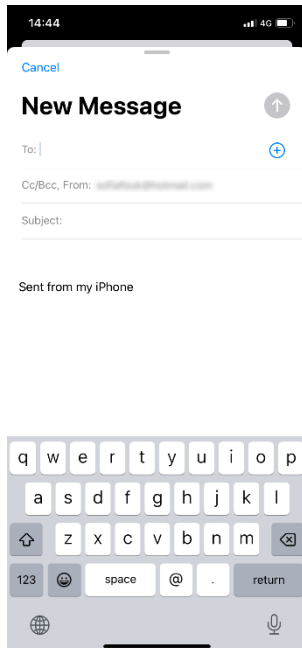 14:44
4G
Cancel
New Message
To:
Cc/Bcc, From:
Subject:
Sent from my iPhone
q w e r t y u i o p
a s d f g h j k l
z x c v b n m
123 space @ . return